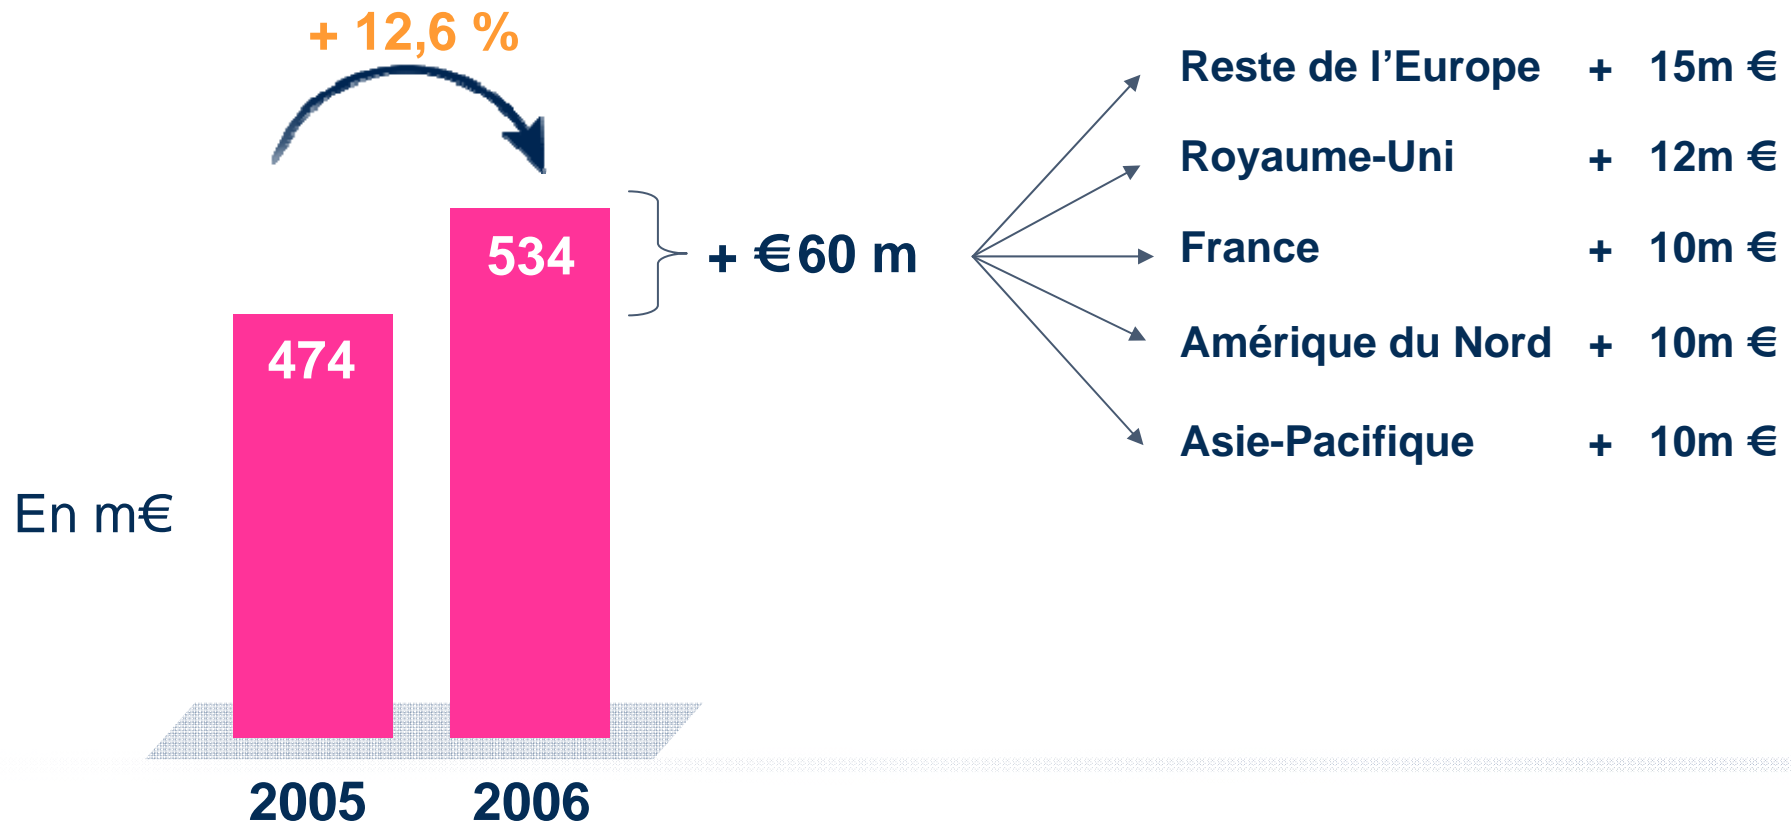 + 12,6 %
474
534
En m€
2005
2006
+ €60 m
Reste de l’Europe + 15m €
Royaume-Uni + 12m €
France + 10m €
Amérique du Nord + 10m €
Asie-Pacifique + 10m €